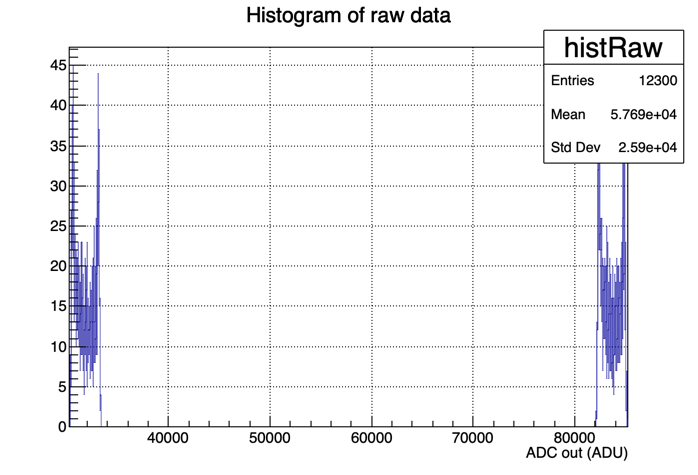 Histogram of raw data
histRaw
Entries 12300
Mean 5.769e+04
Std Dev 2.59e+04
45
40
35
30
25
20
15
10
5
0
40000 50000 60000 70000 80000
ADC out (ADU)